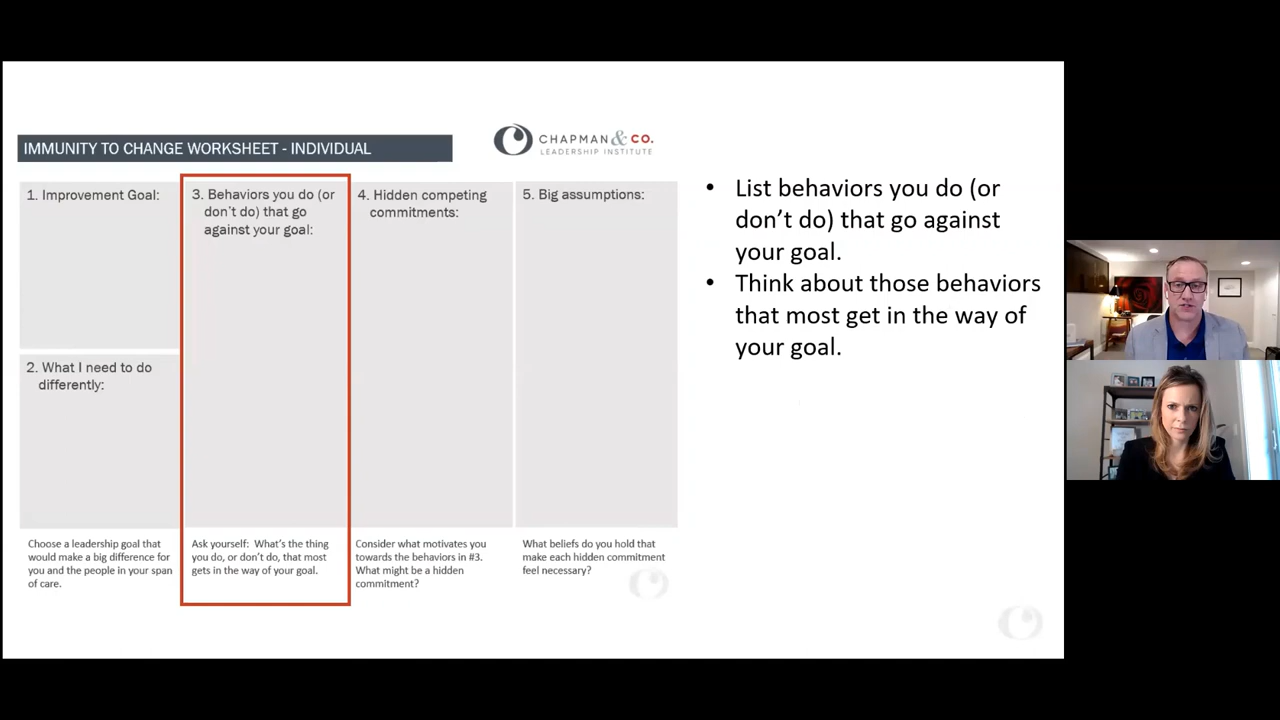 IMMUNITY TO CHANGE WORKSHEET - INDIVIDUAL
CHAPMAN & CO.
LEADERSHIP INSTITUTE
1. Improvement Goal:
2. What I need to do
differently:
Choose a leadership goal that
would make a big difference for
you and the people in your span
of care.
3. Behaviors you do (or
don't do) that go
against your goal:
Ask yourself: What's the thing
you do, or don't do, that most
gets in the way of your goal.
4. Hidden competing
commitments:
Consider what motivates you
towards the behaviors in #3.
What might be a hidden
commitment?
5. Big assumptions:
What beliefs do you hold that
make each hidden commitment
feel necessary?
• List behaviors you do (or
don't do) that go against
your goal.
• Think about those behaviors
that most get in the way of
your goal.